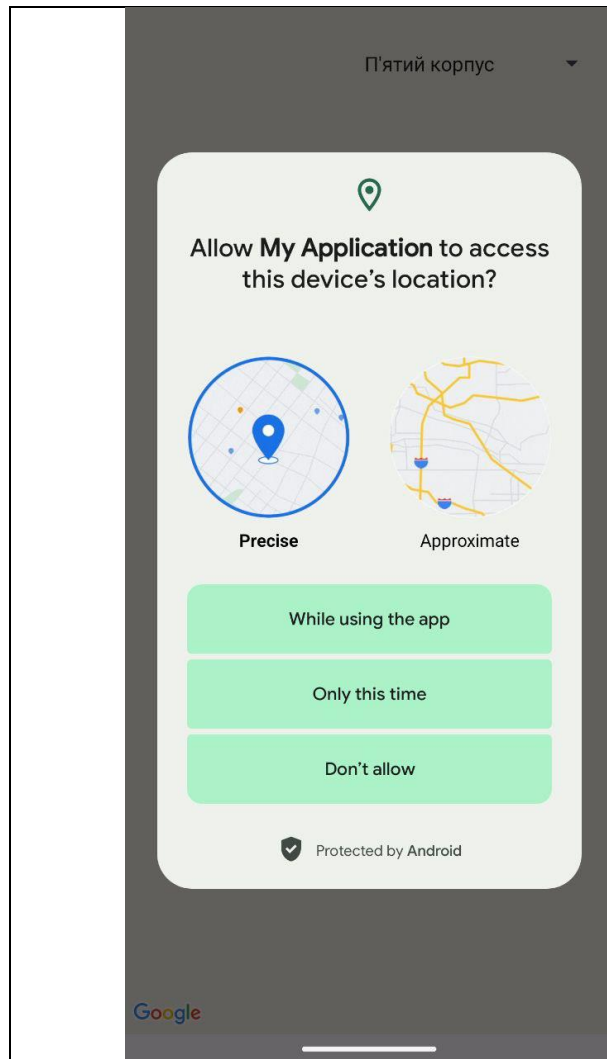 П'ятий корпус
Allow My Application to access
this device’s location?
Precise
Approximate
While using the app
Only this time
Don’t allow
Protected by Android
Google